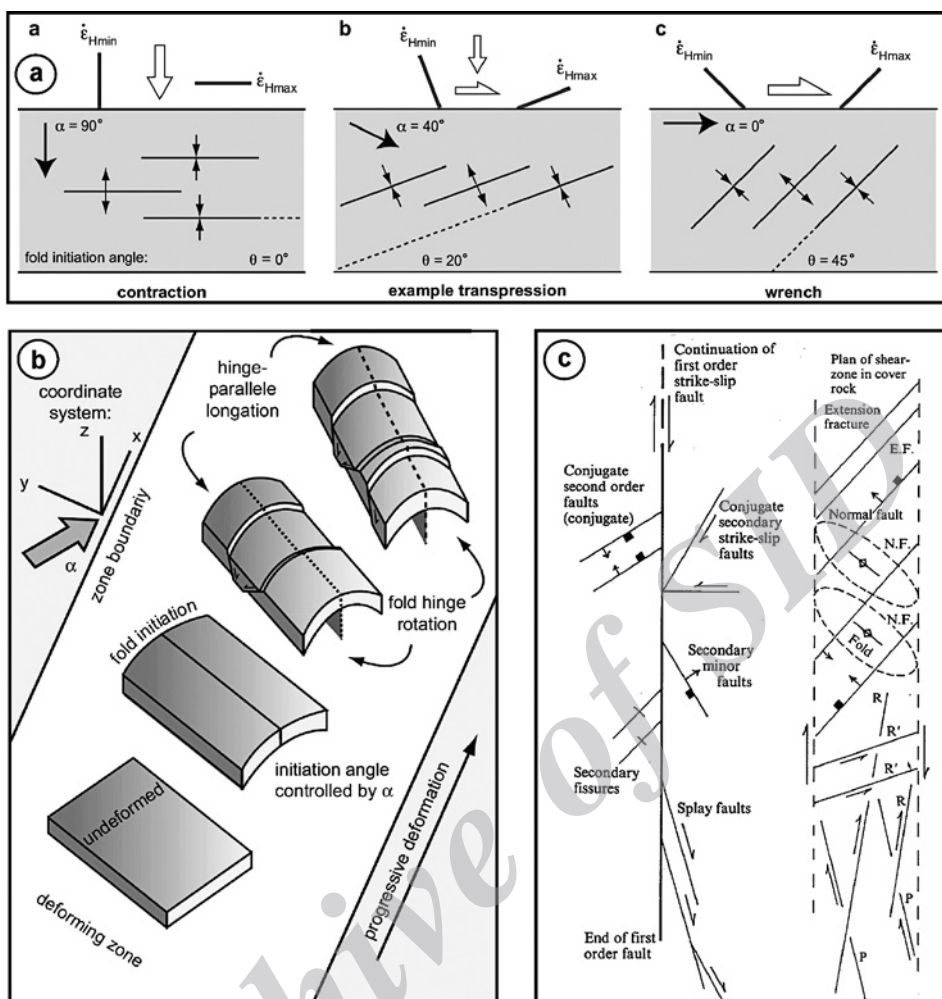 a
b
c
a
ε̇Hmin
ε̇Hmax
α = 90°
fold initiation angle:
θ = 0°
contraction
ε̇Hmin
ε̇Hmax
α = 40°
θ = 20°
example transpression
ε̇Hmin
ε̇Hmax
α = 0°
θ = 45°
wrench
b
coordinate
system:
z
x
y
α
zone boundariy
hinge-
parallele
longation
fold hinge
rotation
fold initiation
initiation angle
controlled by α
undeformed
deforming zone
progressive deformation
c
Continuation of
first order
strike-slip
fault
Conjugate
second order
faults
(conjugate)
Conjugate
secondary
strike-slip
faults
Secondary
minor
faults
Secondary
fissures
Splay faults
End of first
order fault
Plan of shear-
zone in cover
rock
Extension
fracture
E.F.
Normal fault
N.F.
N.F.
Fold
R
R'
R'
R
P
P
hive of SID